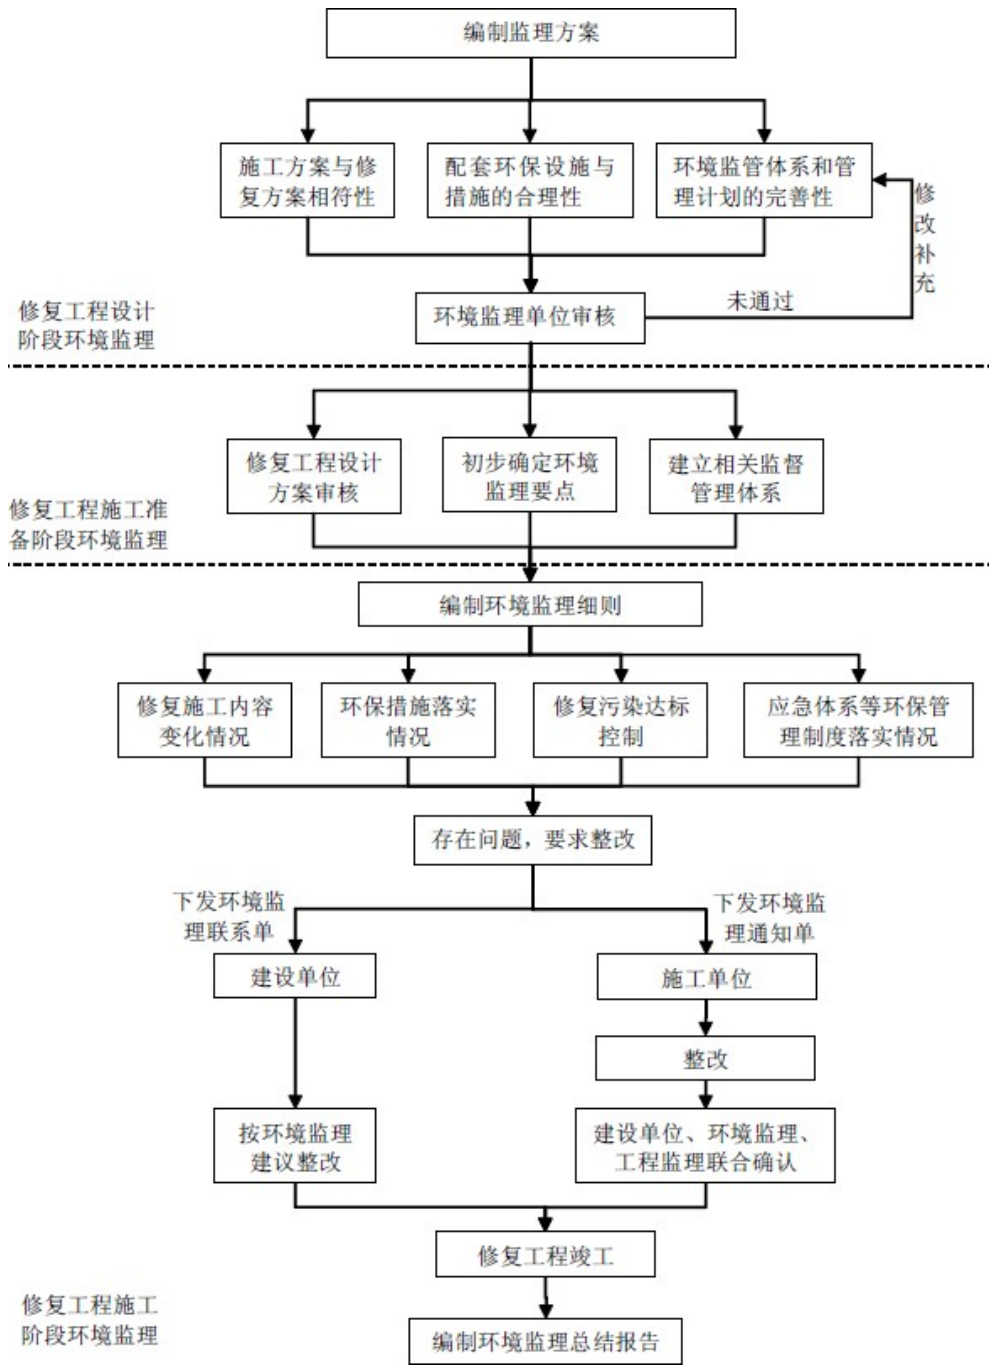 编制监理方案
施工方案与修
复方案相符性
配套环保设施与
措施的合理性
环境监管体系和管
理计划的完善性
修
改
补
充
修复工程设计
阶段环境监理
环境监理单位审核
未通过
修复工程设计
方案审核
初步确定环境
监理要点
建立相关监督
管理体系
修复工程施工准
备阶段环境监理
编制环境监理细则
修复施工内容
变化情况
环保措施落实
情况
修复污染达标
控制
应急体系等环保管
理制度落实情况
存在问题，要求整改
下发环境监
理联系单
下发环境监
理通知单
建设单位
施工单位
整改
按环境监理
建议整改
建设单位、环境监理、
工程监理联合确认
修复工程竣工
修复工程施工
阶段环境监理
编制环境监理总结报告